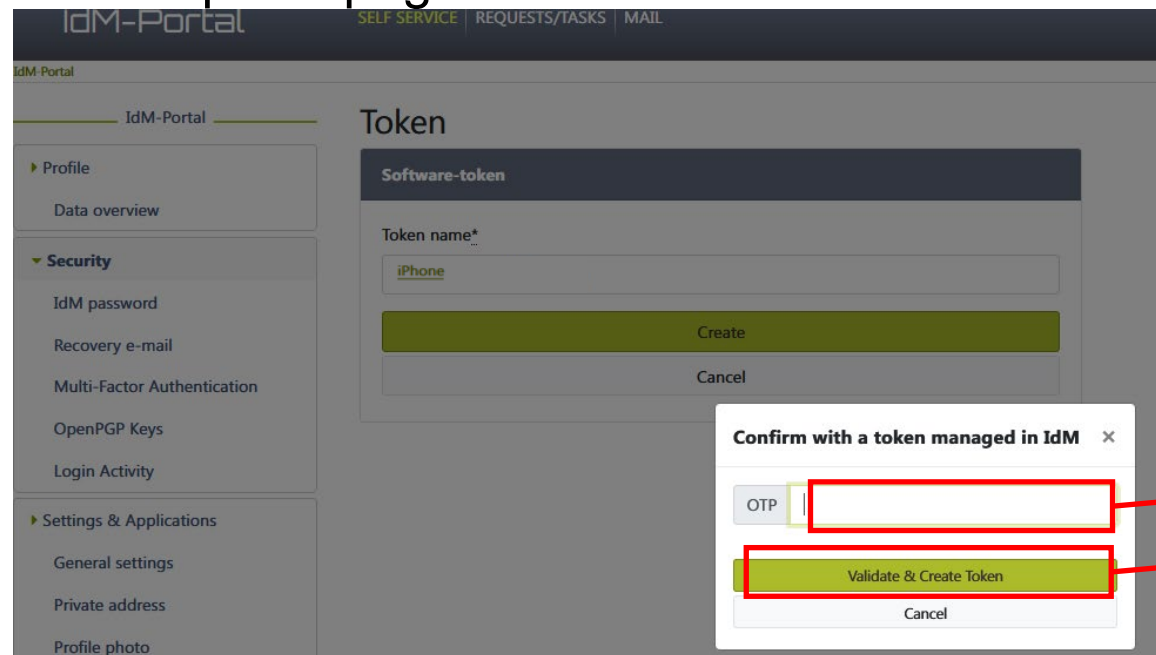 IdM-Portal
SELF SERVICE | REQUESTS/TASKS | MAIL
IdM-Portal
IdM-Portal
Profile
Data overview
Security
IdM password
Recovery e-mail
Multi-Factor Authentication
OpenPGP Keys
Login Activity
Settings & Applications
General settings
Private address
Profile photo
Token
Software-token
Token name*
iPhone
Create
Cancel
Confirm with a token managed in IdM ×
OTP
Validate & Create Token
Cancel